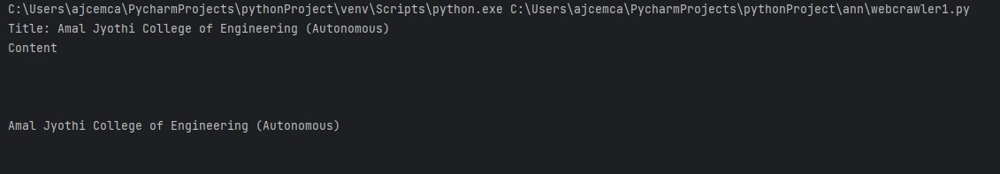 C:\Users\ajcemca\PycharmProjects\pythonProject\venv\Scripts\python.exe C:\Users\ajcemca\PycharmProjects\pythonProject\ann\webcrawler1.py
Title: Amal Jyothi College of Engineering (Autonomous)
Content
Amal Jyothi College of Engineering (Autonomous)